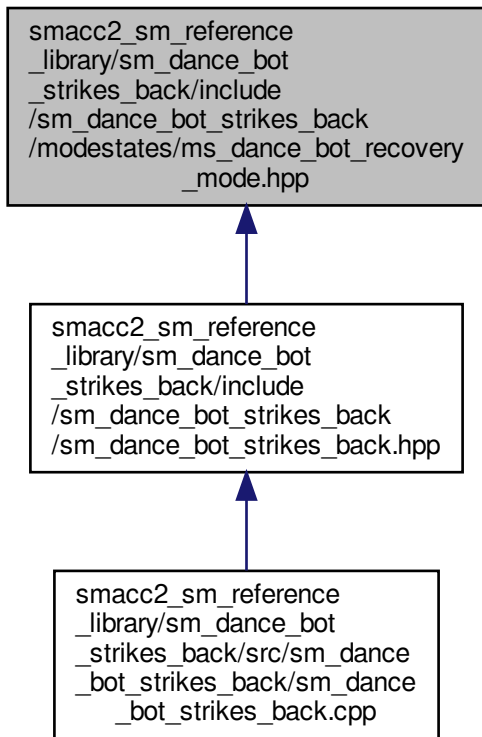 smacc2_sm_reference
_library/sm_dance_bot
_strikes_back/include
/sm_dance_bot_strikes_back
/modestates/ms_dance_bot_recovery
_mode.hpp
smacc2_sm_reference
_library/sm_dance_bot
_strikes_back/include
/sm_dance_bot_strikes_back
/sm_dance_bot_strikes_back.hpp
smacc2_sm_reference
_library/sm_dance_bot
_strikes_back/src/sm_dance
_bot_strikes_back/sm_dance
_bot_strikes_back.cpp